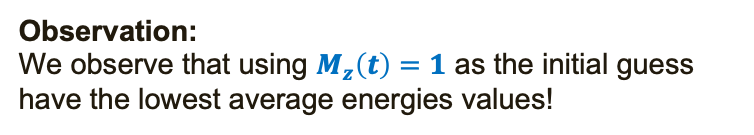 Observation:
We observe that using M_z(t) = 1 as the initial guess
have the lowest average energies values!